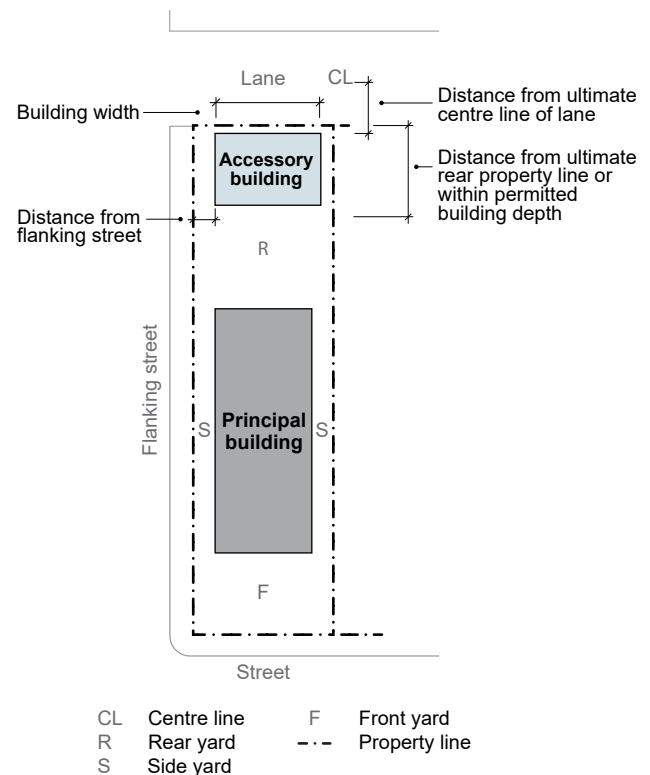 Lane
CL
Building width
Distance from ultimate
centre line of lane
Accessory
building
Distance from ultimate
rear property line or
within permitted
building depth
Distance from
flanking street
R
Flanking street
S
Principal
building
S
F
Street
CL Centre line
F Front yard
R Rear yard
Property line
S Side yard